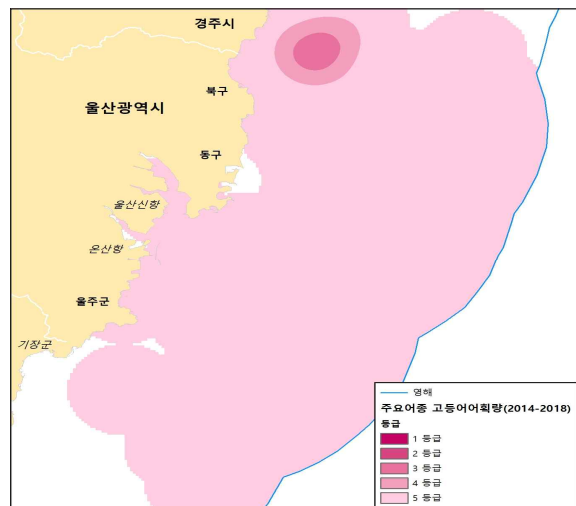 경주시
북구
울산광역시
동구
울산신항
온산항
울주군
기장군
영해
주요어종 고등어어획량(2014-2018)
등급
1 등급
2 등급
3 등급
4 등급
5 등급